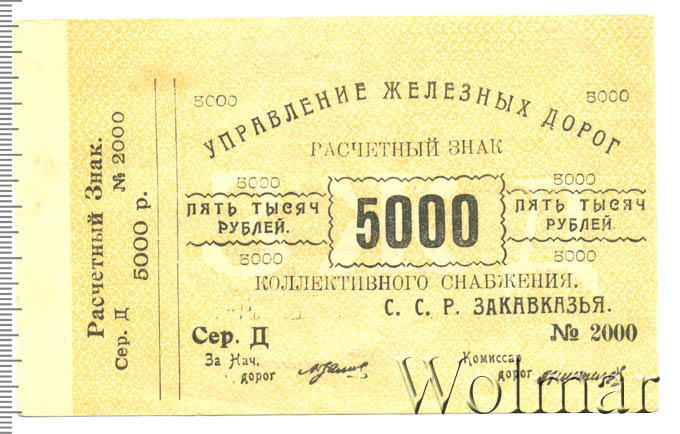 Расчетный Знак.
Сер. Д № 2000
5000 р.
5000 5000
УПРАВЛЕНИЕ ЖЕЛЕЗНЫХ ДОРОГ
РАСЧЕТНЫЙ ЗНАК
5000 5000
ПЯТЬ ТЫСЯЧ РУБЛЕЙ.
5000
ПЯТЬ ТЫСЯЧ РУБЛЕЙ.
5000 5000
КОЛЛЕКТИВНОГО СНАБЖЕНИЯ.
С. С. Р. ЗАКАВКАЗЬЯ.
Сер. Д № 2000
За Нач. дорог
Комиссар дорог
Wolmar